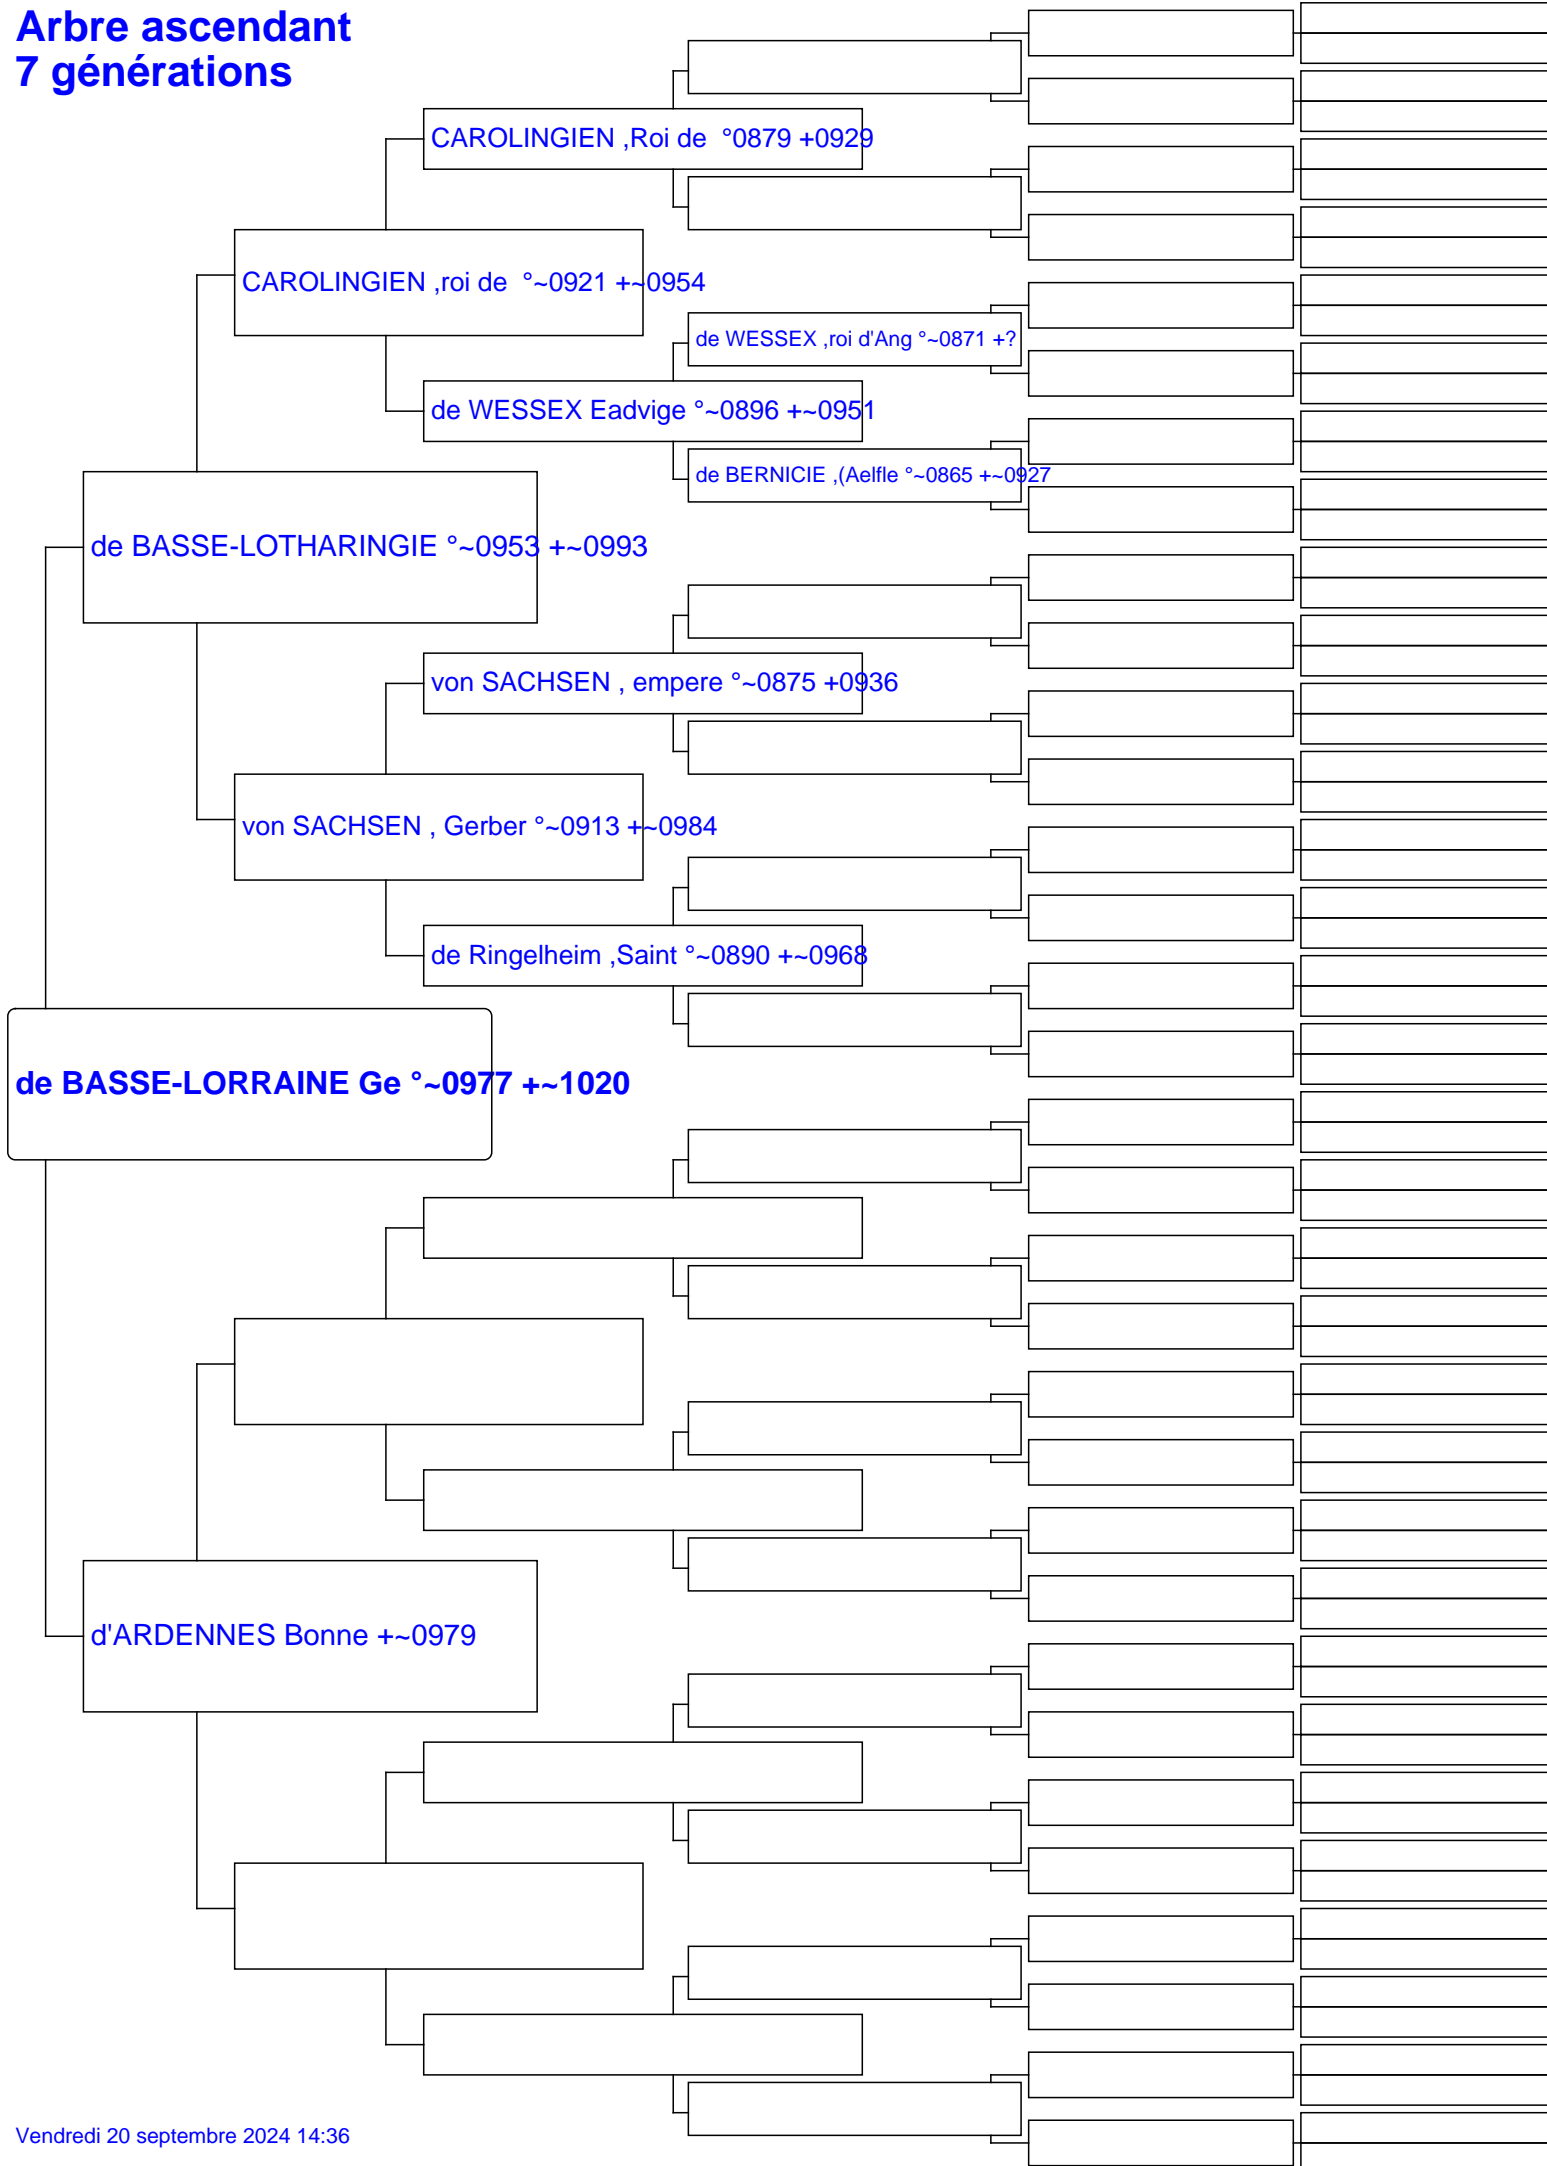 Arbre ascendant
7 générations
CAROLINGIEN ,Roi de  °0879 +0929
CAROLINGIEN ,roi de  °~0921 +~0954
de WESSEX ,roi d'Ang °~0871 +?
de WESSEX Eadvige °~0896 +~0951
de BERNICIE ,(Aelfle °~0865 +~0927
de BASSE-LOTHARINGIE °~0953 +~0993
von SACHSEN , empere °~0875 +0936
von SACHSEN , Gerber °~0913 +~0984
de Ringelheim ,Saint °~0890 +~0968
de BASSE-LORRAINE Ge °~0977 +~1020
d'ARDENNES Bonne +~0979
Vendredi 20 septembre 2024 14:36